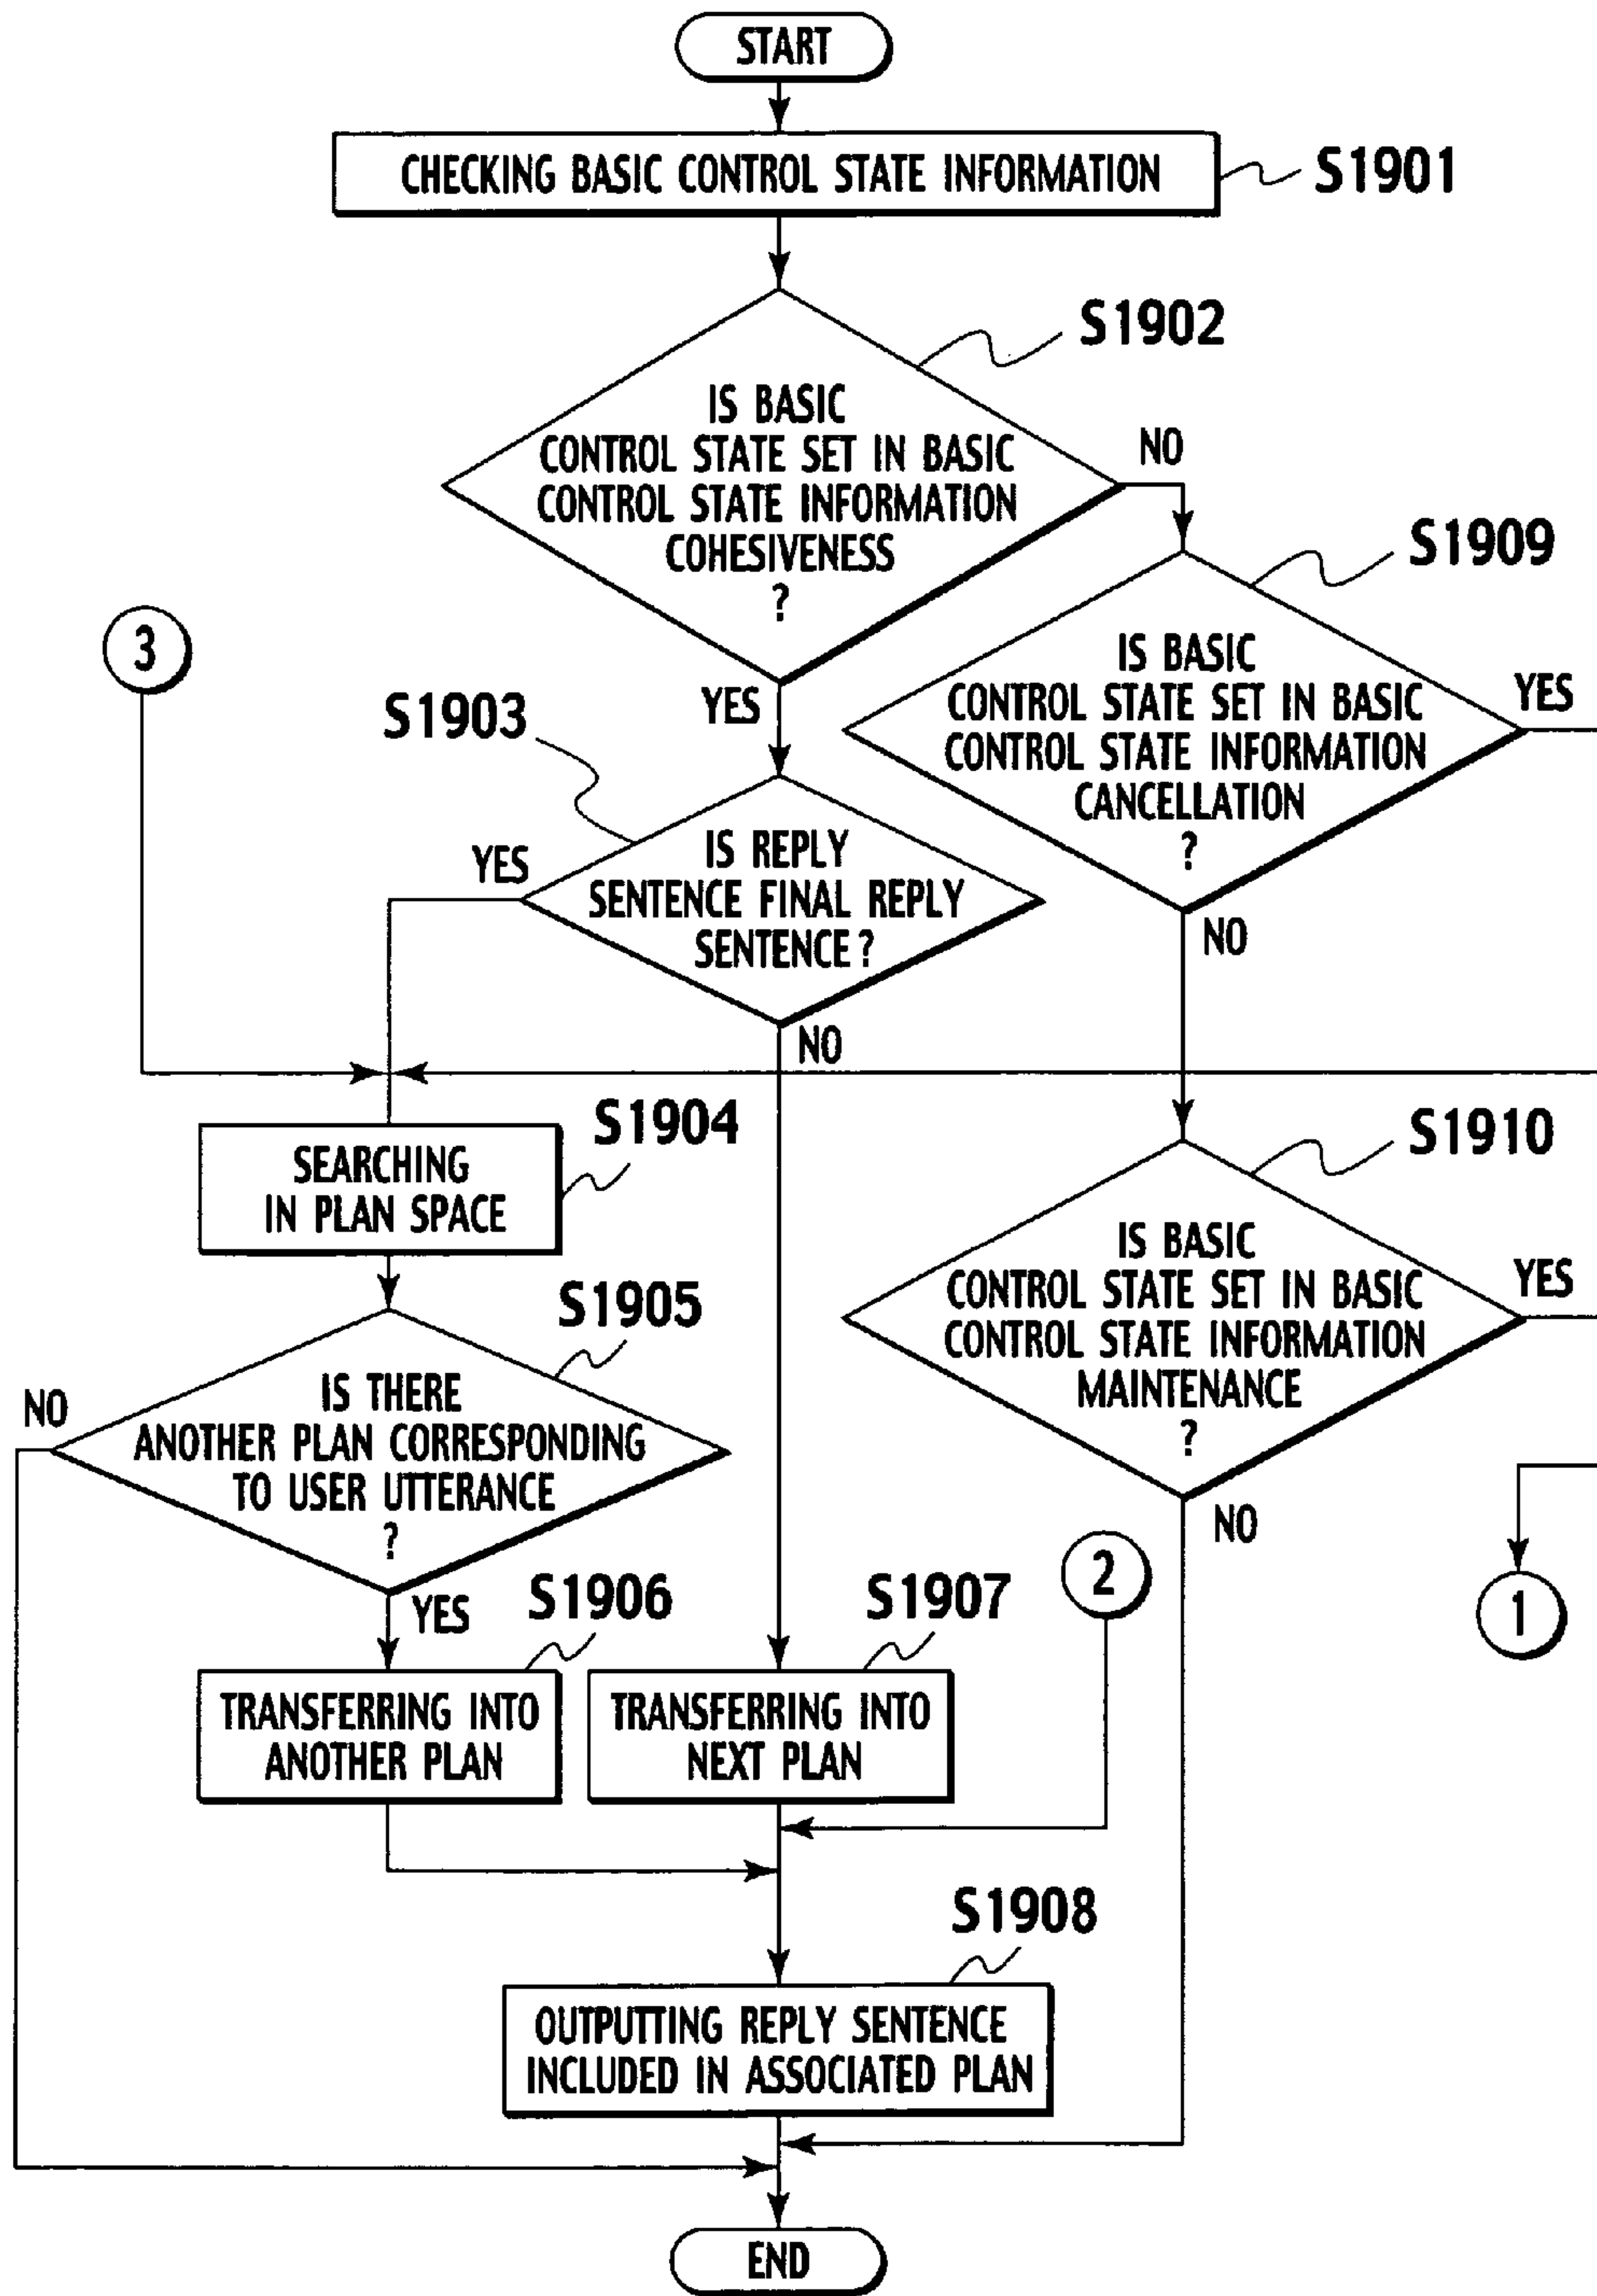 START
CHECKING BASIC CONTROL STATE INFORMATION
S1901
S1902
IS BASIC
CONTROL STATE SET IN BASIC
CONTROL STATE INFORMATION
COHESIVENESS
?
NO
YES
S1909
IS BASIC
CONTROL STATE SET IN BASIC
CONTROL STATE INFORMATION
CANCELLATION
?
YES
NO
3
S1903
IS REPLY
SENTENCE FINAL REPLY
SENTENCE?
YES
NO
S1904
SEARCHING
IN PLAN SPACE
S1910
IS BASIC
CONTROL STATE SET IN BASIC
CONTROL STATE INFORMATION
MAINTENANCE
?
YES
NO
S1905
IS THERE
ANOTHER PLAN CORRESPONDING
TO USER UTTERANCE
?
NO
YES
1
2
S1906
TRANSFERRING INTO
ANOTHER PLAN
S1907
TRANSFERRING INTO
NEXT PLAN
S1908
OUTPUTTING REPLY SENTENCE
INCLUDED IN ASSOCIATED PLAN
END